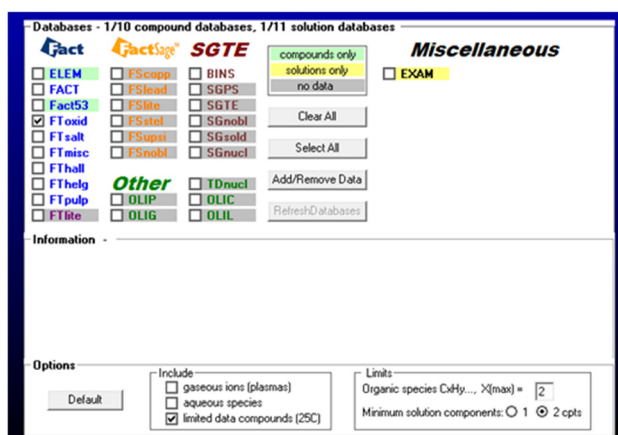 Databases - 1/10 compound databases, 1/11 solution databases
Fact FactSage™ SGTE compounds only Miscellaneous
solutions only
no data
ELEM FScopp BINS EXAM
FACT FSlead SGPS
Fact53 FSlite SGTE Clear All
FToxid FSstel SGnobl
FTsalt FSupsi SGsold Select All
FTmisc FSnobl SGnucl
FThall
FThelg Other TDnucl Add/Remove Data
FTpulp OLIP OLIC
FTlite OLIG OLIL RefreshDatabases
Information -
Options
Default
Include
gaseous ions (plasmas)
aqueous species
limited data compounds (25C)
Limits
Organic species CxHy..., X(max) = 2
Minimum solution components: 1 2 cpts